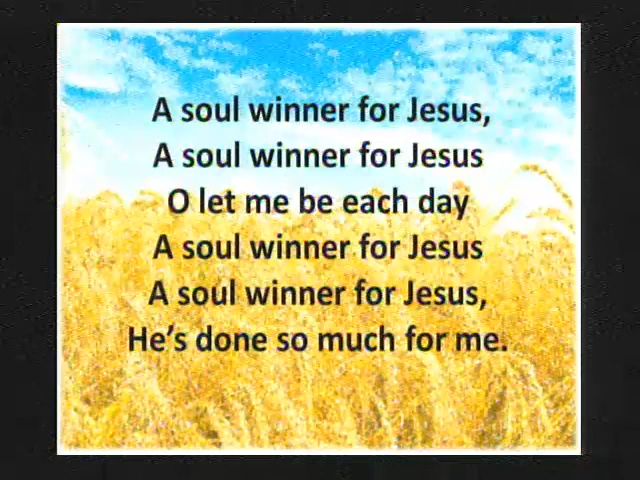 A soul winner for Jesus,
A soul winner for Jesus
O let me be each day
A soul winner for Jesus
A soul winner for Jesus,
He's done so much for me.